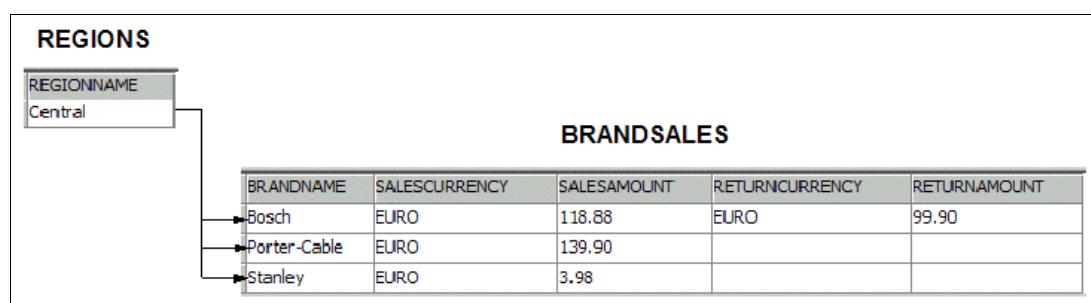 REGIONS
REGIONNAME
Central
BRANDSALES
BRANDNAME SALESCURRENCY SALESAMOUNT RETURNCURRENCY RETURNAMOUNT
Bosch EURO 118.88 EURO 99.90
Porter-Cable EURO 139.90
Stanley EURO 3.98